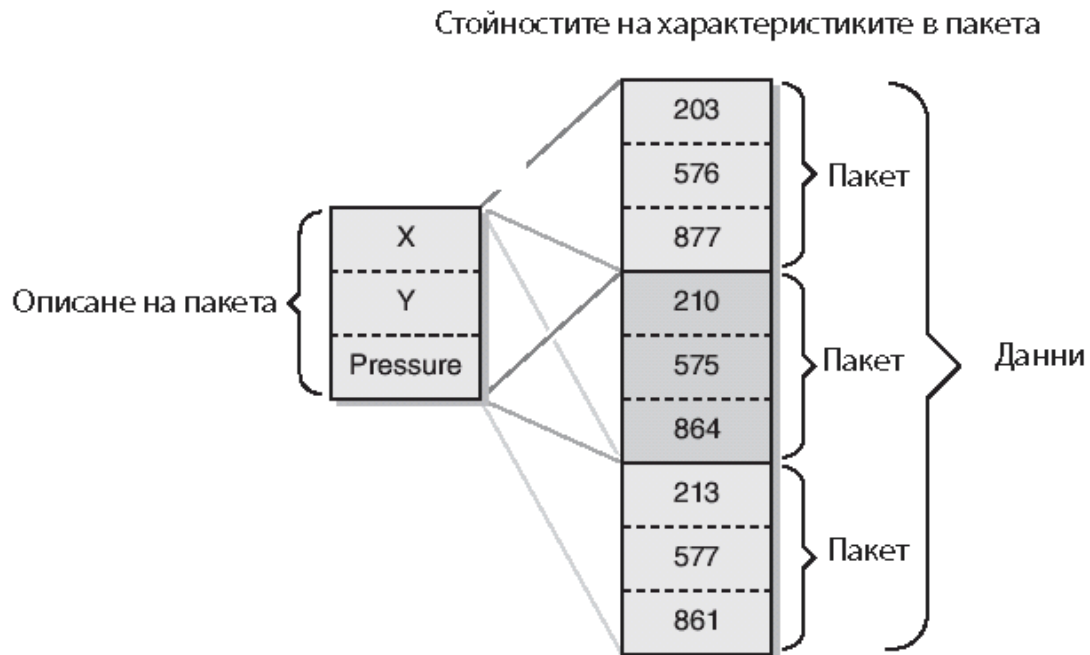 Стойностите на характеристиките в пакета
203
576
877
Пакет
X
Y
Pressure
Описане на пакета
210
575
864
Пакет
Данни
213
577
861
Пакет